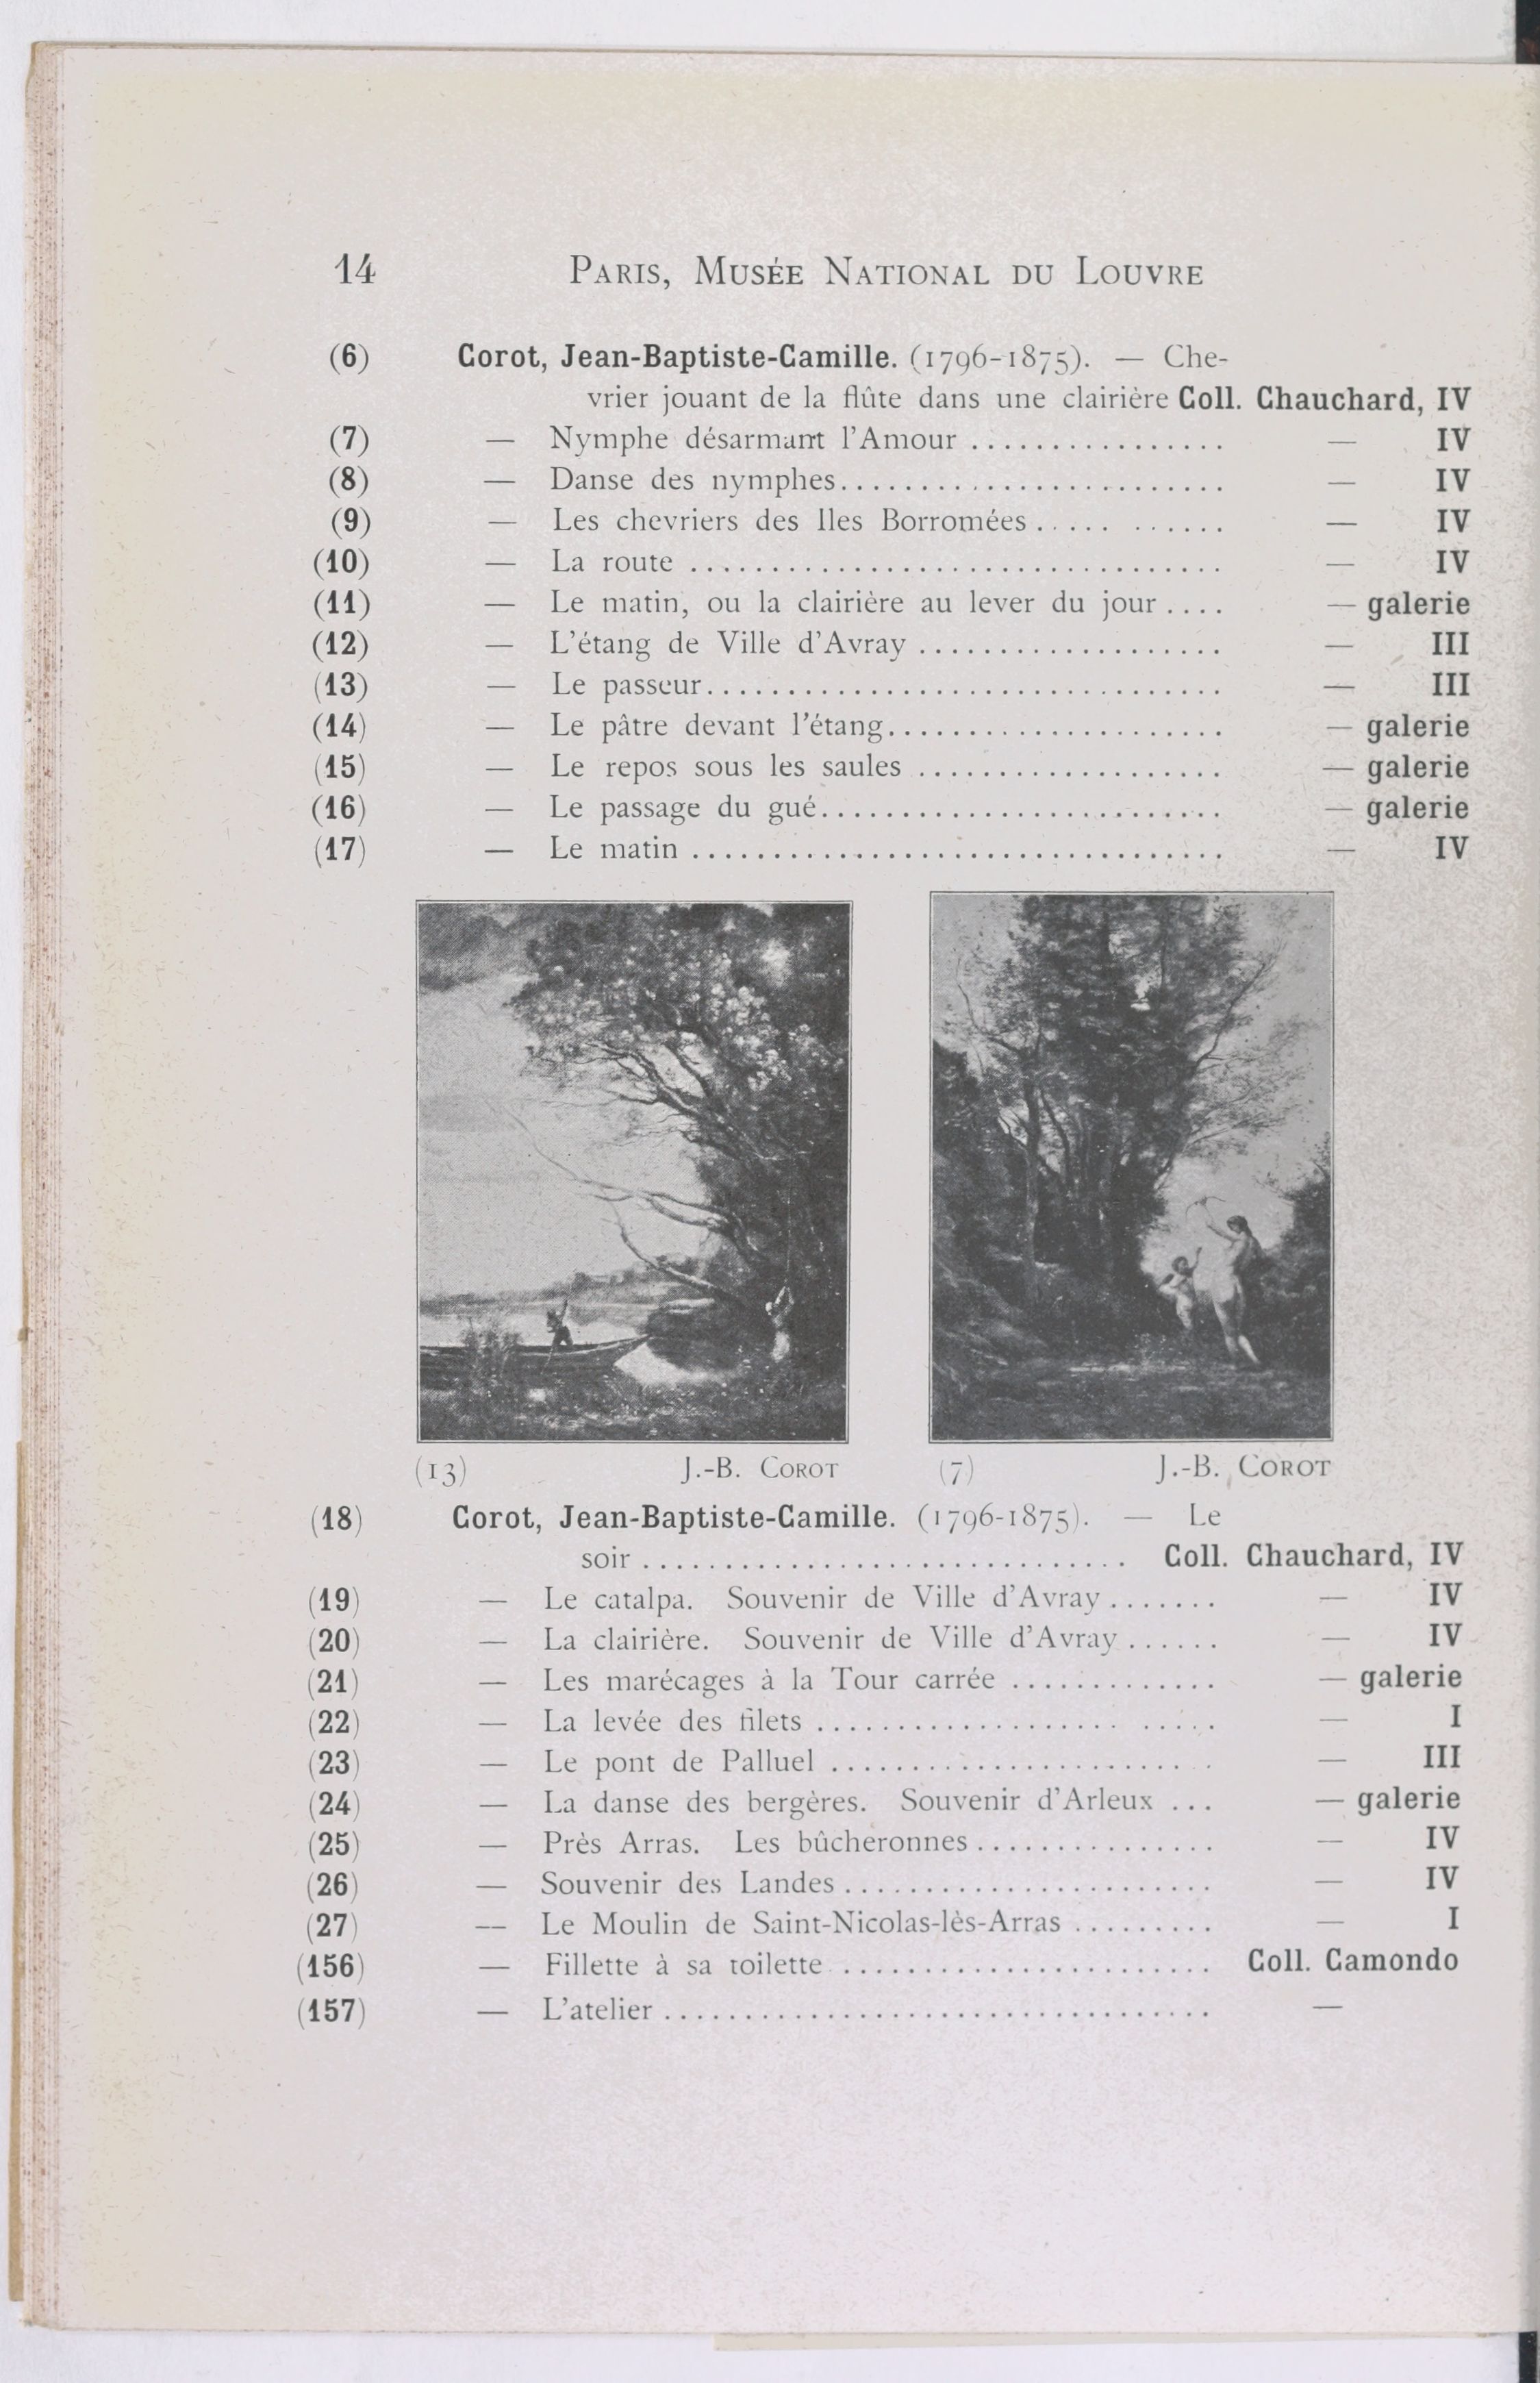 14 PARIS, MUSÉE NATIONAL DU LOUVRE
(6) Corot, Jean-Baptiste-Camille. (1796-1875). — Che-
vrier jouant de la flûte dans une clairière Coll. Chauchard, IV
(7) — Nymphe désarmant l'Amour ................ — IV
(8) — Danse des nymphes........................ — IV
(9) — Les chevriers des Iles Borromées ..... ...... — IV
(10) — La route ................................. — IV
(11) — Le matin, ou la clairière au lever du jour .... — galerie
(12) — L'étang de Ville d'Avray ................... — III
(13) — Le passeur................................ — III
(14) — Le pâtre devant l'étang..................... — galerie
(15) — Le repos sous les saules ................... — galerie
(16) — Le passage du gué......................... — galerie
(17) — Le matin ................................. — IV
(13) J.-B. COROT (7) J.-B. COROT
(18) Corot, Jean-Baptiste-Camille. (1796-1875). — Le
soir .............................. Coll. Chauchard, IV
(19) — Le catalpa. Souvenir de Ville d'Avray ....... — IV
(20) — La clairière. Souvenir de Ville d'Avray ...... — IV
(21) — Les marécages à la Tour carrée ............. — galerie
(22) — La levée des filets ................... ..... — I
(23) — Le pont de Palluel ........................ — III
(24) — La danse des bergères. Souvenir d'Arleux ... — galerie
(25) — Près Arras. Les bûcheronnes ............... — IV
(26) — Souvenir des Landes ....................... — IV
(27) — Le Moulin de Saint-Nicolas-lès-Arras ......... — I
(156) — Fillette à sa toilette ....................... Coll. Camondo
(157) — L'atelier .................................. —